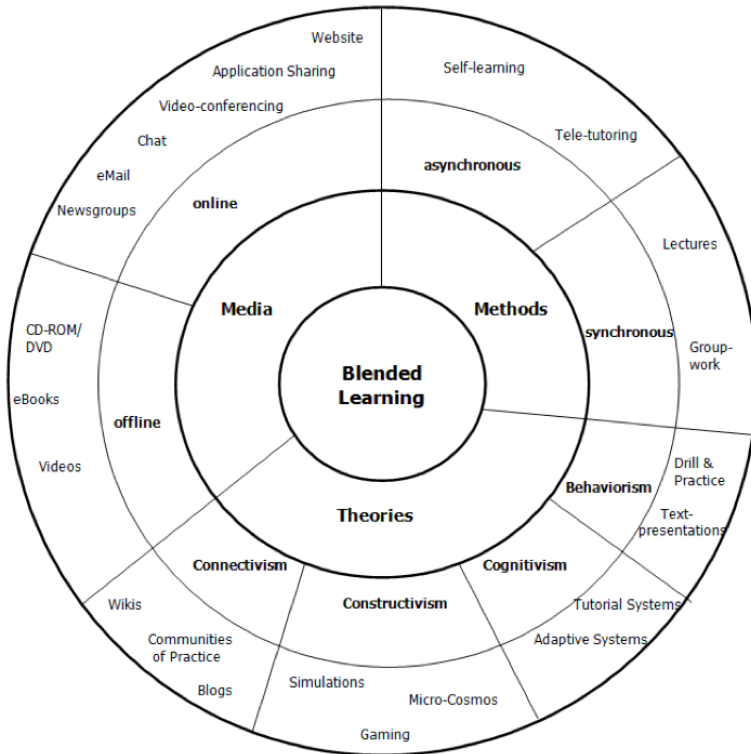 Website
Self-learning
Application Sharing
Video-conferencing
Tele-tutoring
Chat
asynchronous
eMail
online
Newsgroups
Lectures
Media
Methods
CD-ROM/
DVD
synchronous
Group-
work
Blended
Learning
eBooks
offline
Videos
Drill &
Practice
Behaviorism
Theories
Text-
presentations
Connectivism
Cognitivism
Constructivism
Wikis
Tutorial Systems
Communities
of Practice
Adaptive Systems
Simulations
Blogs
Micro-Cosmos
Gaming